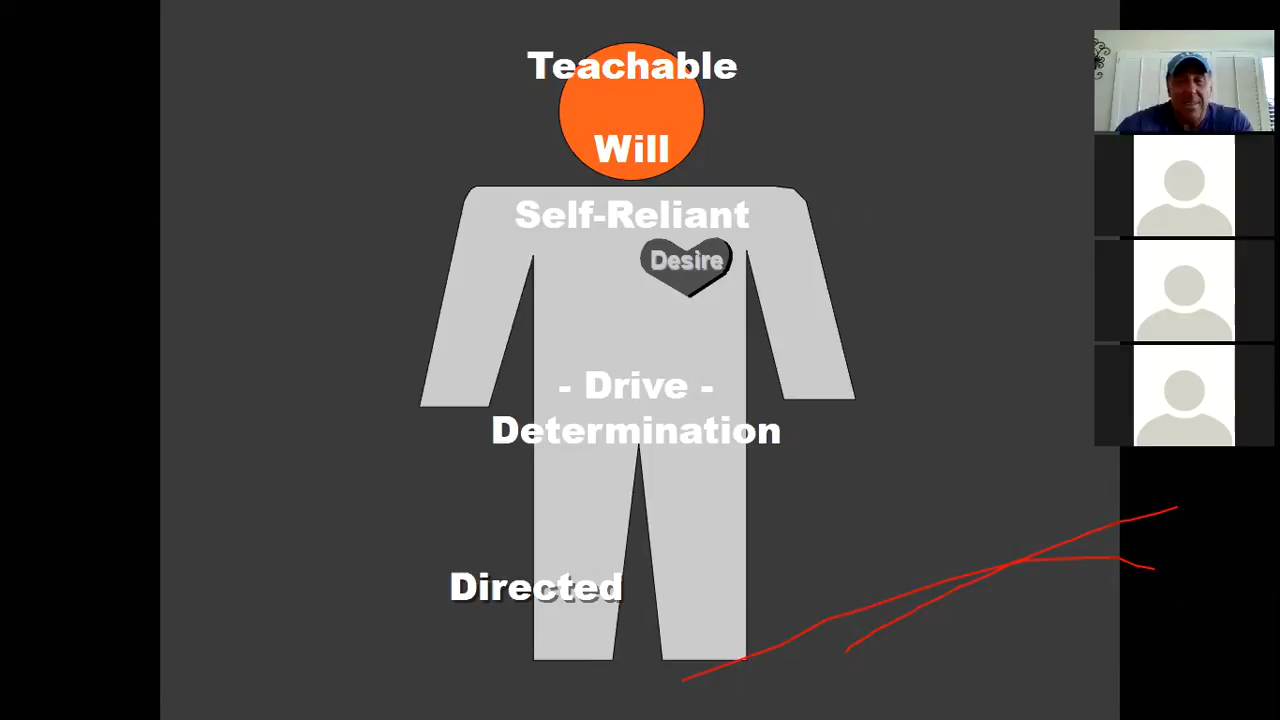 Teachable
Will
Self-Reliant
Desire
- Drive -
Determination
Directed